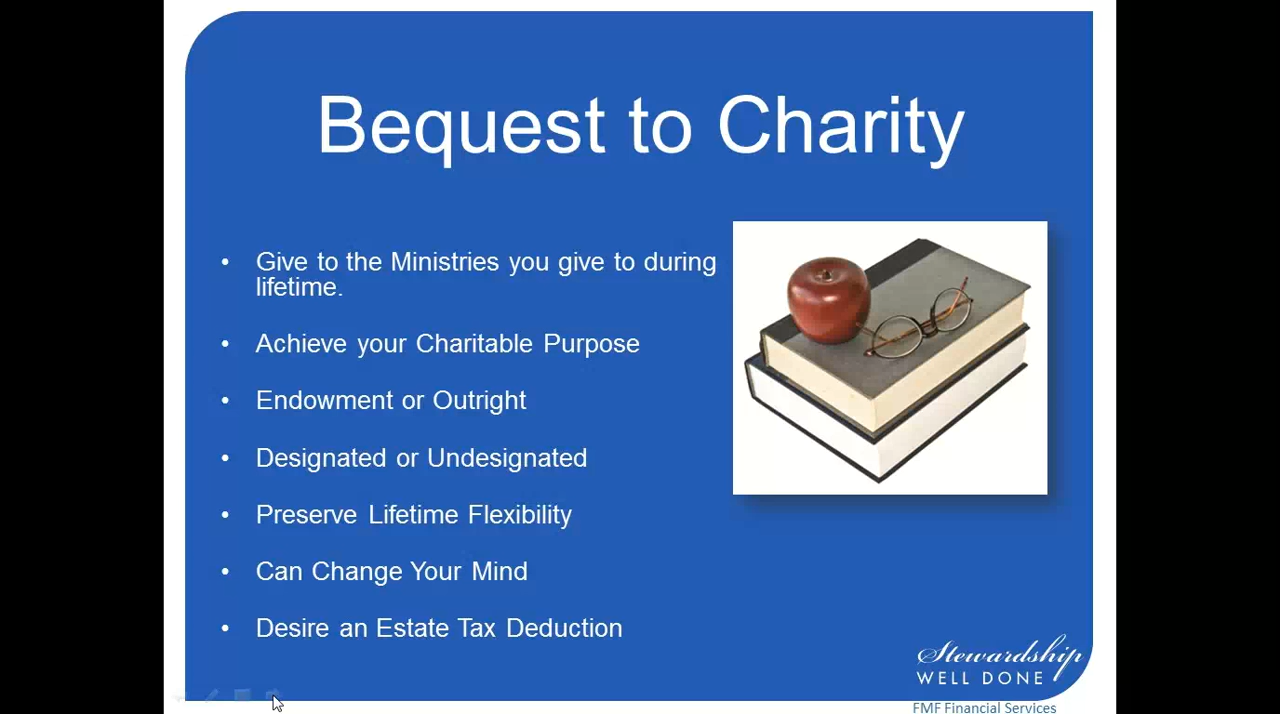 Bequest to Charity
• Give to the Ministries you give to during
lifetime.
• Achieve your Charitable Purpose
• Endowment or Outright
• Designated or Undesignated
• Preserve Lifetime Flexibility
• Can Change Your Mind
• Desire an Estate Tax Deduction
Stewardship
WELL DONE
FMF Financial Services